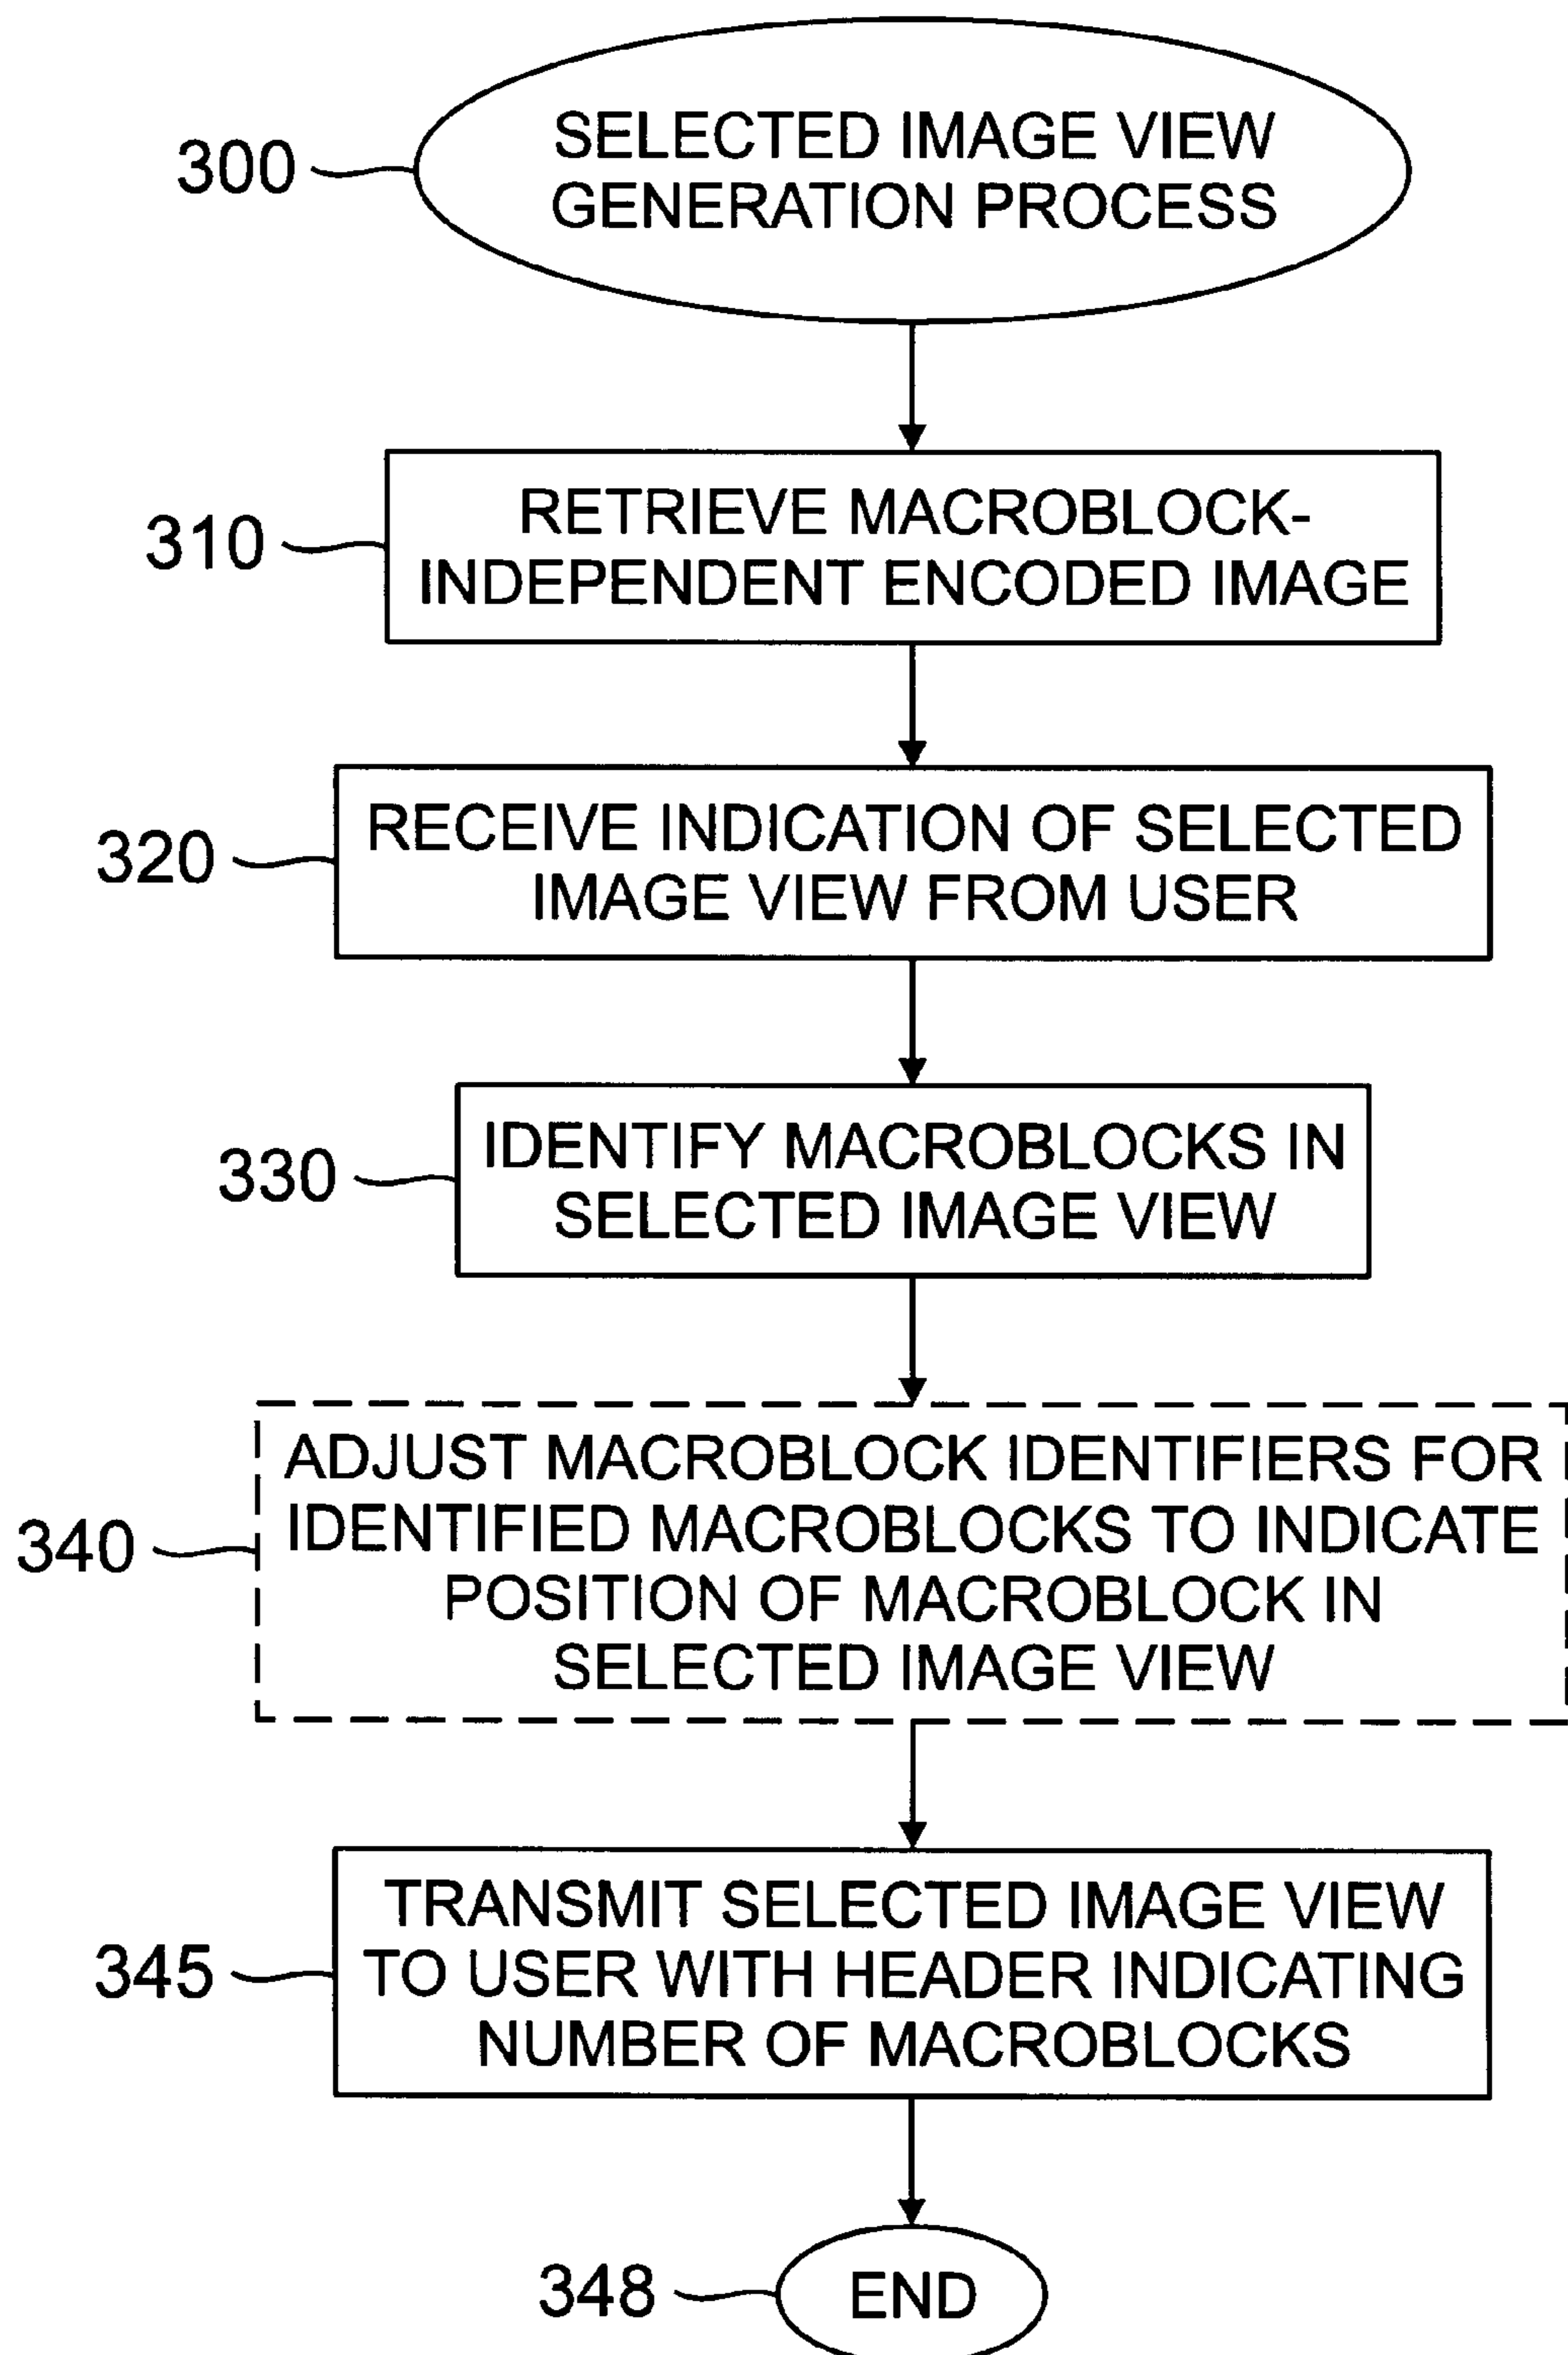 300
SELECTED IMAGE VIEW
GENERATION PROCESS
310
RETRIEVE MACROBLOCK-
INDEPENDENT ENCODED IMAGE
320
RECEIVE INDICATION OF SELECTED
IMAGE VIEW FROM USER
330
IDENTIFY MACROBLOCKS IN
SELECTED IMAGE VIEW
340
ADJUST MACROBLOCK IDENTIFIERS FOR
IDENTIFIED MACROBLOCKS TO INDICATE
POSITION OF MACROBLOCK IN
SELECTED IMAGE VIEW
345
TRANSMIT SELECTED IMAGE VIEW
TO USER WITH HEADER INDICATING
NUMBER OF MACROBLOCKS
348
END